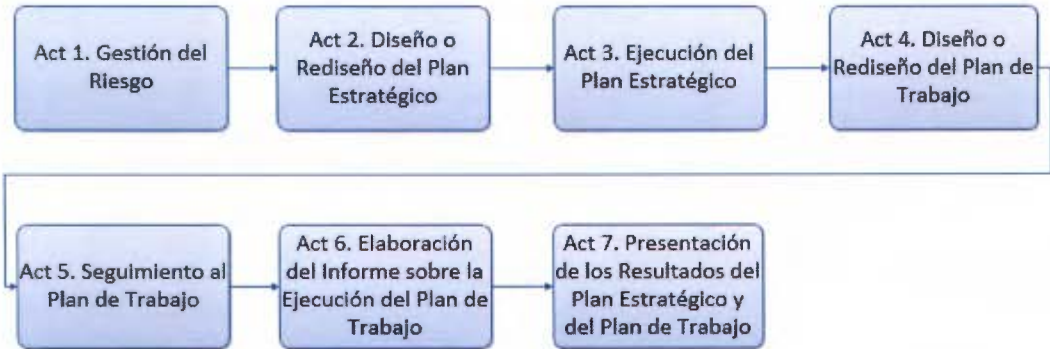 Act 1. Gestión del
Riesgo
Act 2. Diseño o
Rediseño del Plan
Estratégico
Act 3. Ejecución del
Plan Estratégico
Act 4. Diseño o
Rediseño del Plan de
Trabajo
Act 5. Seguimiento al
Plan de Trabajo
Act 6. Elaboración
del Informe sobre la
Ejecución del Plan de
Trabajo
Act 7. Presentación
de los Resultados del
Plan Estratégico y
del Plan de Trabajo